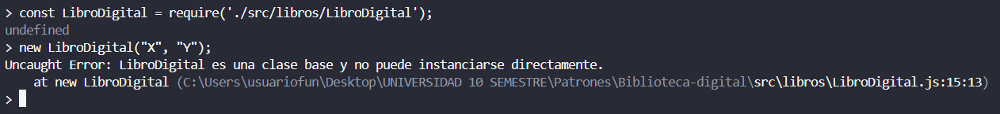 > const LibroDigital = require('./src/libros/LibroDigital');
undefined
> new LibroDigital("X", "Y");
Uncaught Error: LibroDigital es una clase base y no puede instanciarse directamente.
    at new LibroDigital (C:\Users\usuariofun\Desktop\UNIVERSIDAD 10 SEMESTRE\Patrones\Biblioteca-digital\src\libros\LibroDigital.js:15:13)
>